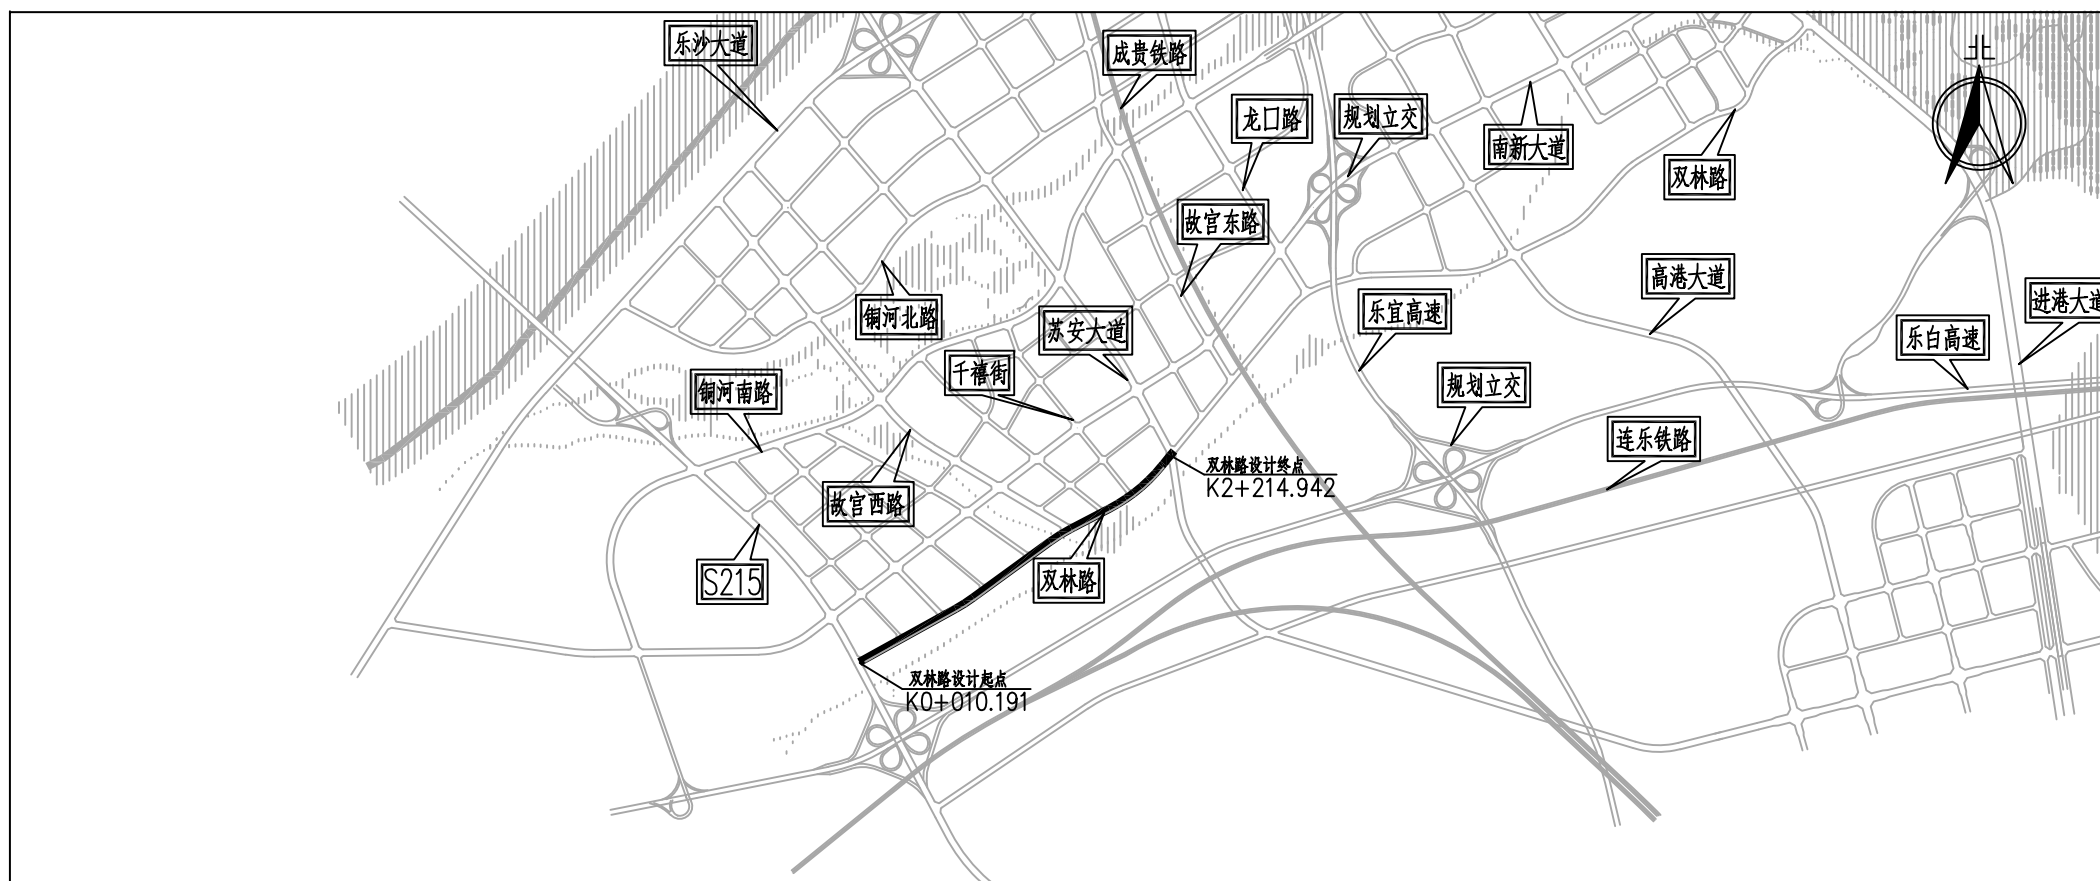 乐沙大道
成贵铁路
北
龙口路
规划立交
南新大道
双林路
故宫东路
高港大道
铜河北路
苏安大道
乐宜高速
进港大道
乐白高速
千禧街
铜河南路
规划立交
连乐铁路
双林路设计终点
K2+214.942
故宫西路
S215
双林路
双林路设计起点
K0+010.191